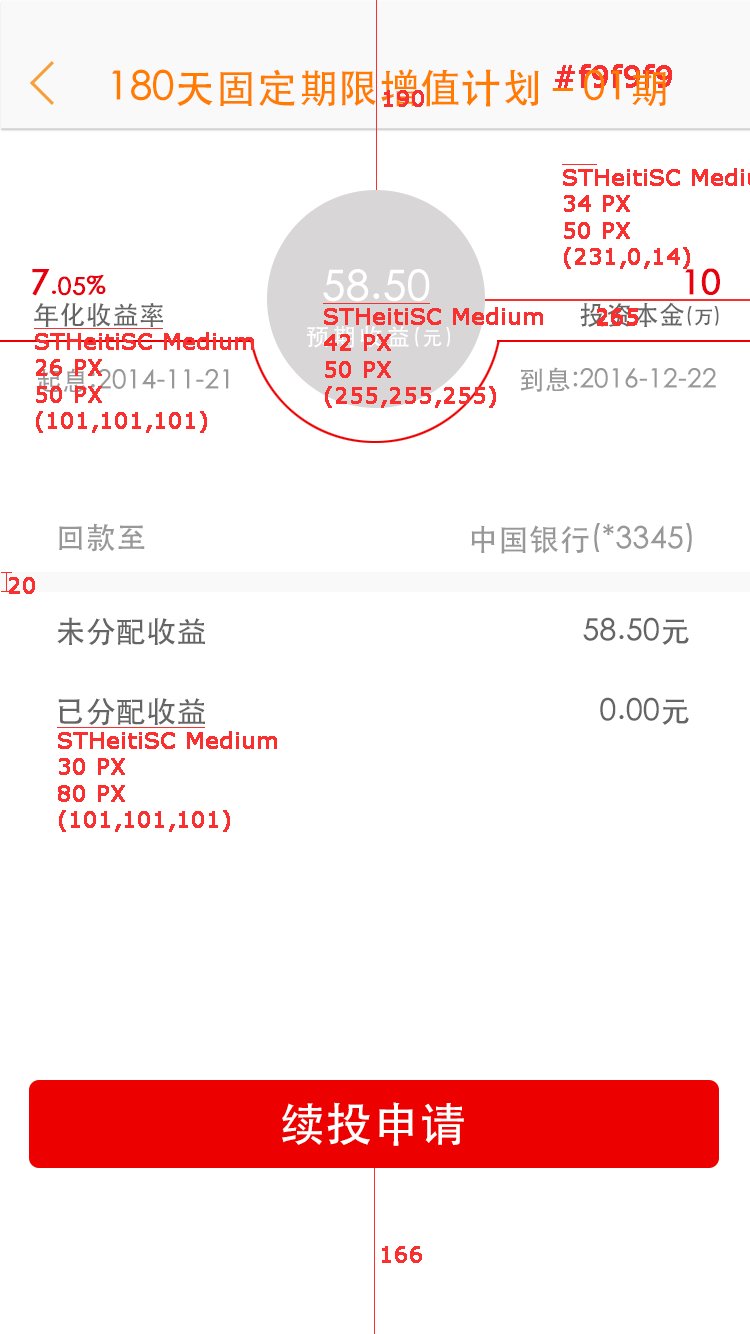 180天固定期限增值计划－01期
#f9f9f9
190
STHeitiSC Medi
34 PX
50 PX
(231,0,14)
7.05%
58.50
10
年化收益率
投资本金(万)
265
STHeitiSC Medium
42 PX
50 PX
(255,255,255)
预期收益(元)
STHeitiSC Medium
26 PX
50 PX
(101,101,101)
起息:2014-11-21
到息:2016-12-22
回款至
中国银行(*3345)
20
未分配收益
58.50元
已分配收益
0.00元
STHeitiSC Medium
30 PX
80 PX
(101,101,101)
续投申请
166